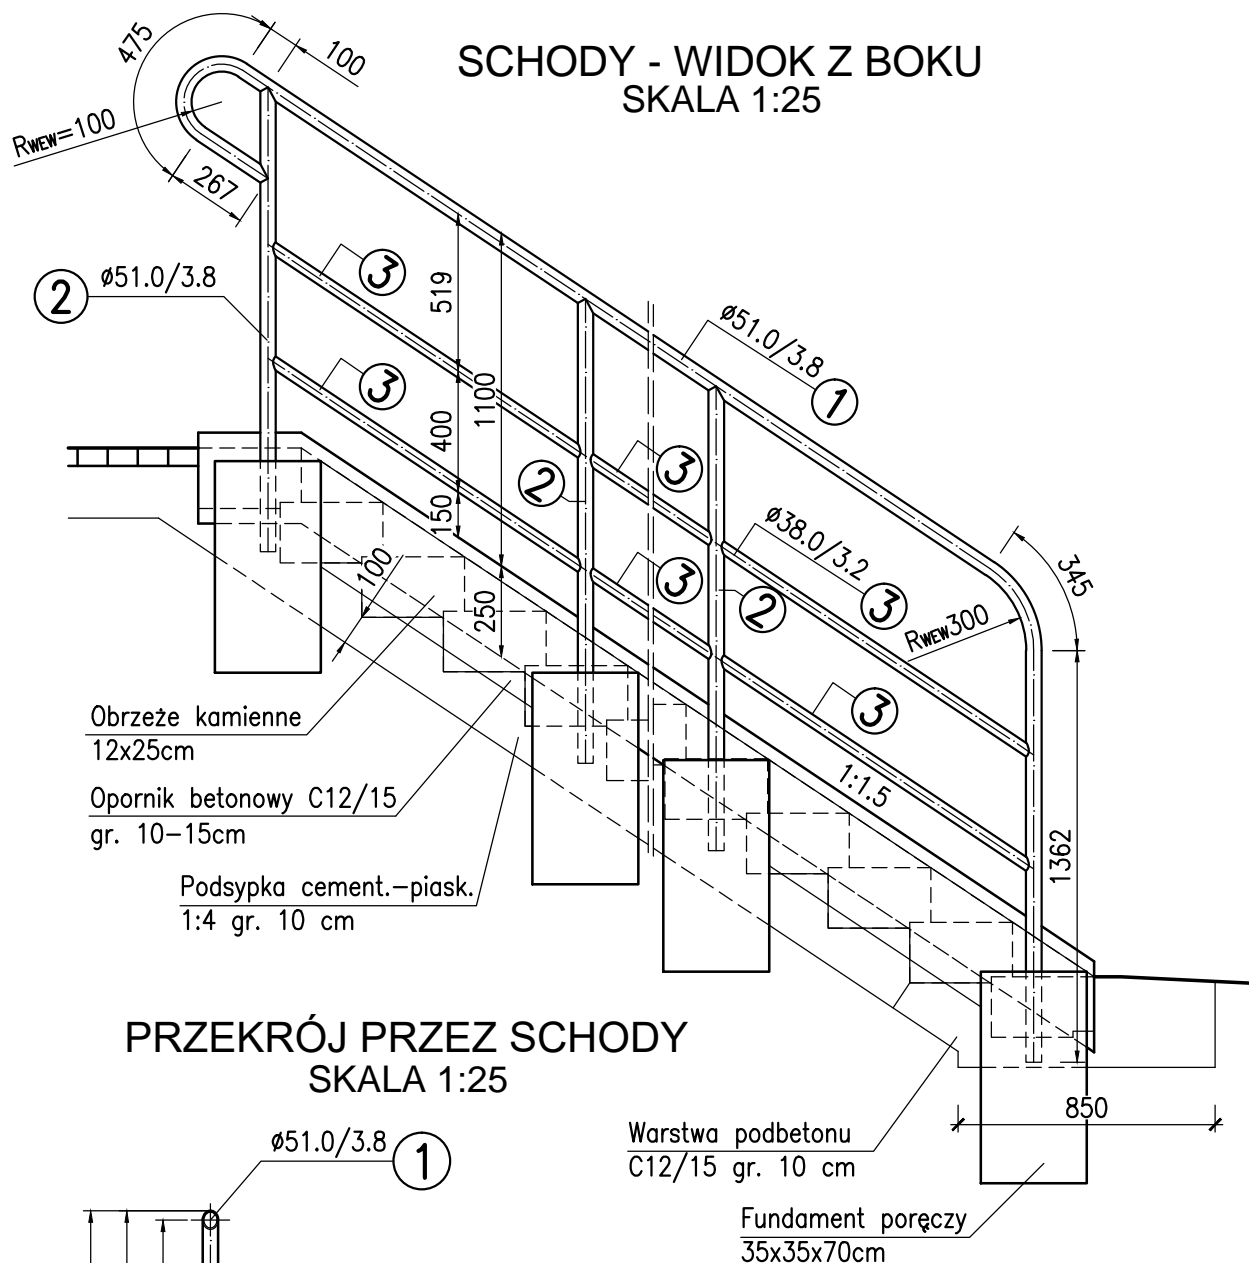 SCHODY - WIDOK Z BOKU
SKALA 1:25
475
100
RWEW=100
267
2
ø51.0/3.8
3
519
3
400
1100
150
ø51.0/3.8
1
3
2
3
2
ø38.0/3.2
3
345
RWEW300
3
1:1.5
1362
100
250
Obrzeże kamienne
12x25cm
Opornik betonowy C12/15
gr. 10-15cm
Podsypka cement.-piask.
1:4 gr. 10 cm
850
PRZEKRÓJ PRZEZ SCHODY
SKALA 1:25
ø51.0/3.8
1
Warstwa podbetonu
C12/15 gr. 10 cm
Fundament poręczy
35x35x70cm